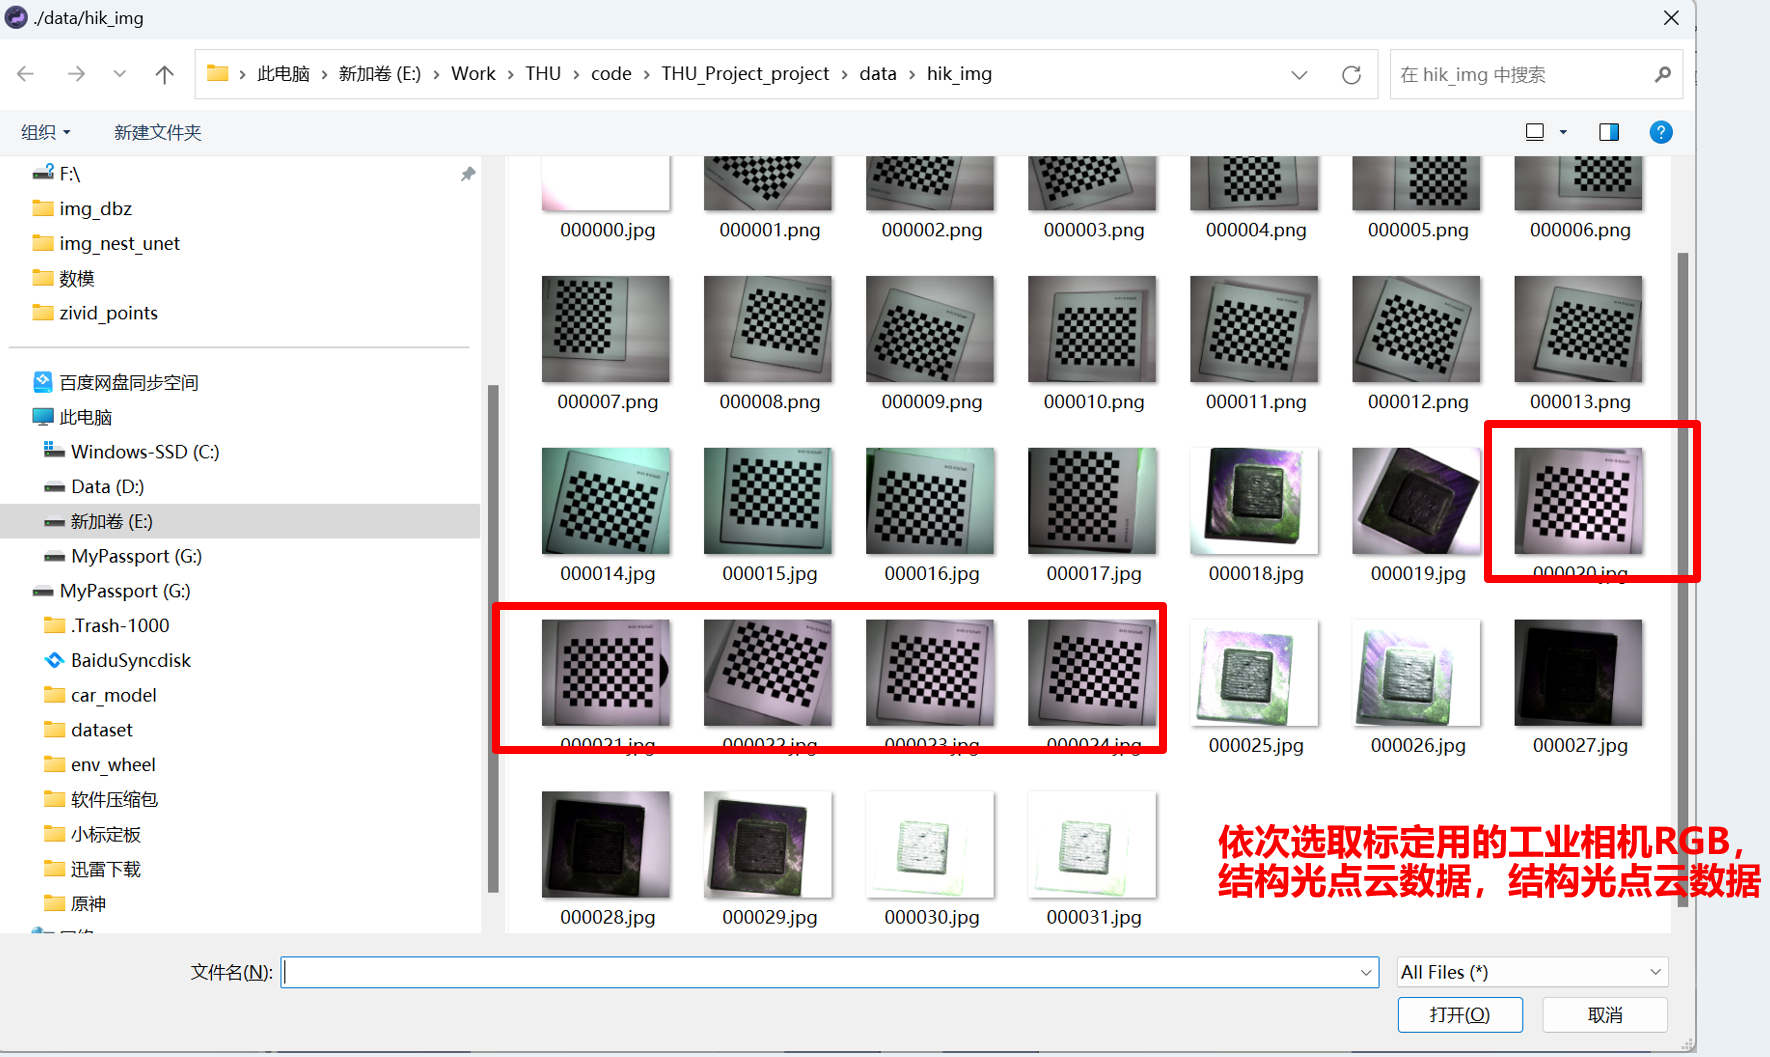 ./data/hik_img
此电脑 新加卷 (E:) Work THU code THU_Project_project data hik_img
在 hik_img 中搜索
组织 新建文件夹
F:\
img_dbz
img_nest_unet
数模
zivid_points
百度网盘同步空间
此电脑
Windows-SSD (C:)
Data (D:)
新加卷 (E:)
MyPassport (G:)
MyPassport (G:)
.Trash-1000
BaiduSyncdisk
car_model
dataset
env_wheel
软件压缩包
小标定板
迅雷下载
原神
000000.jpg 000001.png 000002.png 000003.png 000004.png 000005.png 000006.png
000007.png 000008.png 000009.png 000010.png 000011.png 000012.png 000013.png
000014.jpg 000015.jpg 000016.jpg 000017.jpg 000018.jpg 000019.jpg 000020.jpg
000021.jpg 000022.jpg 000023.jpg 000024.jpg 000025.jpg 000026.jpg 000027.jpg
000028.jpg 000029.jpg 000030.jpg 000031.jpg
依次选取标定用的工业相机RGB，
结构光点云数据，结构光点云数据
文件名(N):
All Files (*)
打开(O) 取消